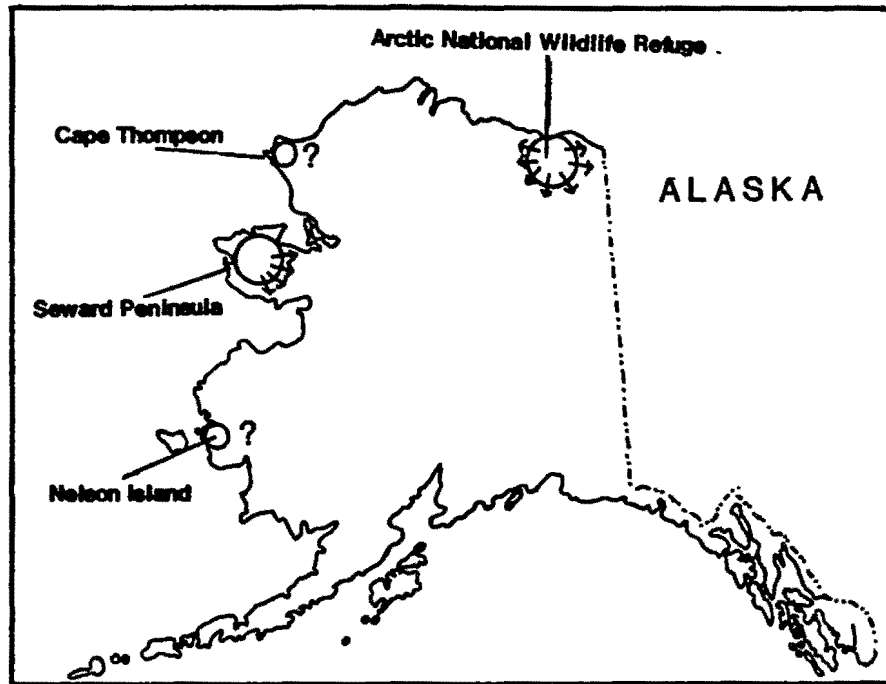 Arctic National Wildlife Refuge
Cape Thompson
?
ALASKA
Seward Peninsula
?
Nelson Island